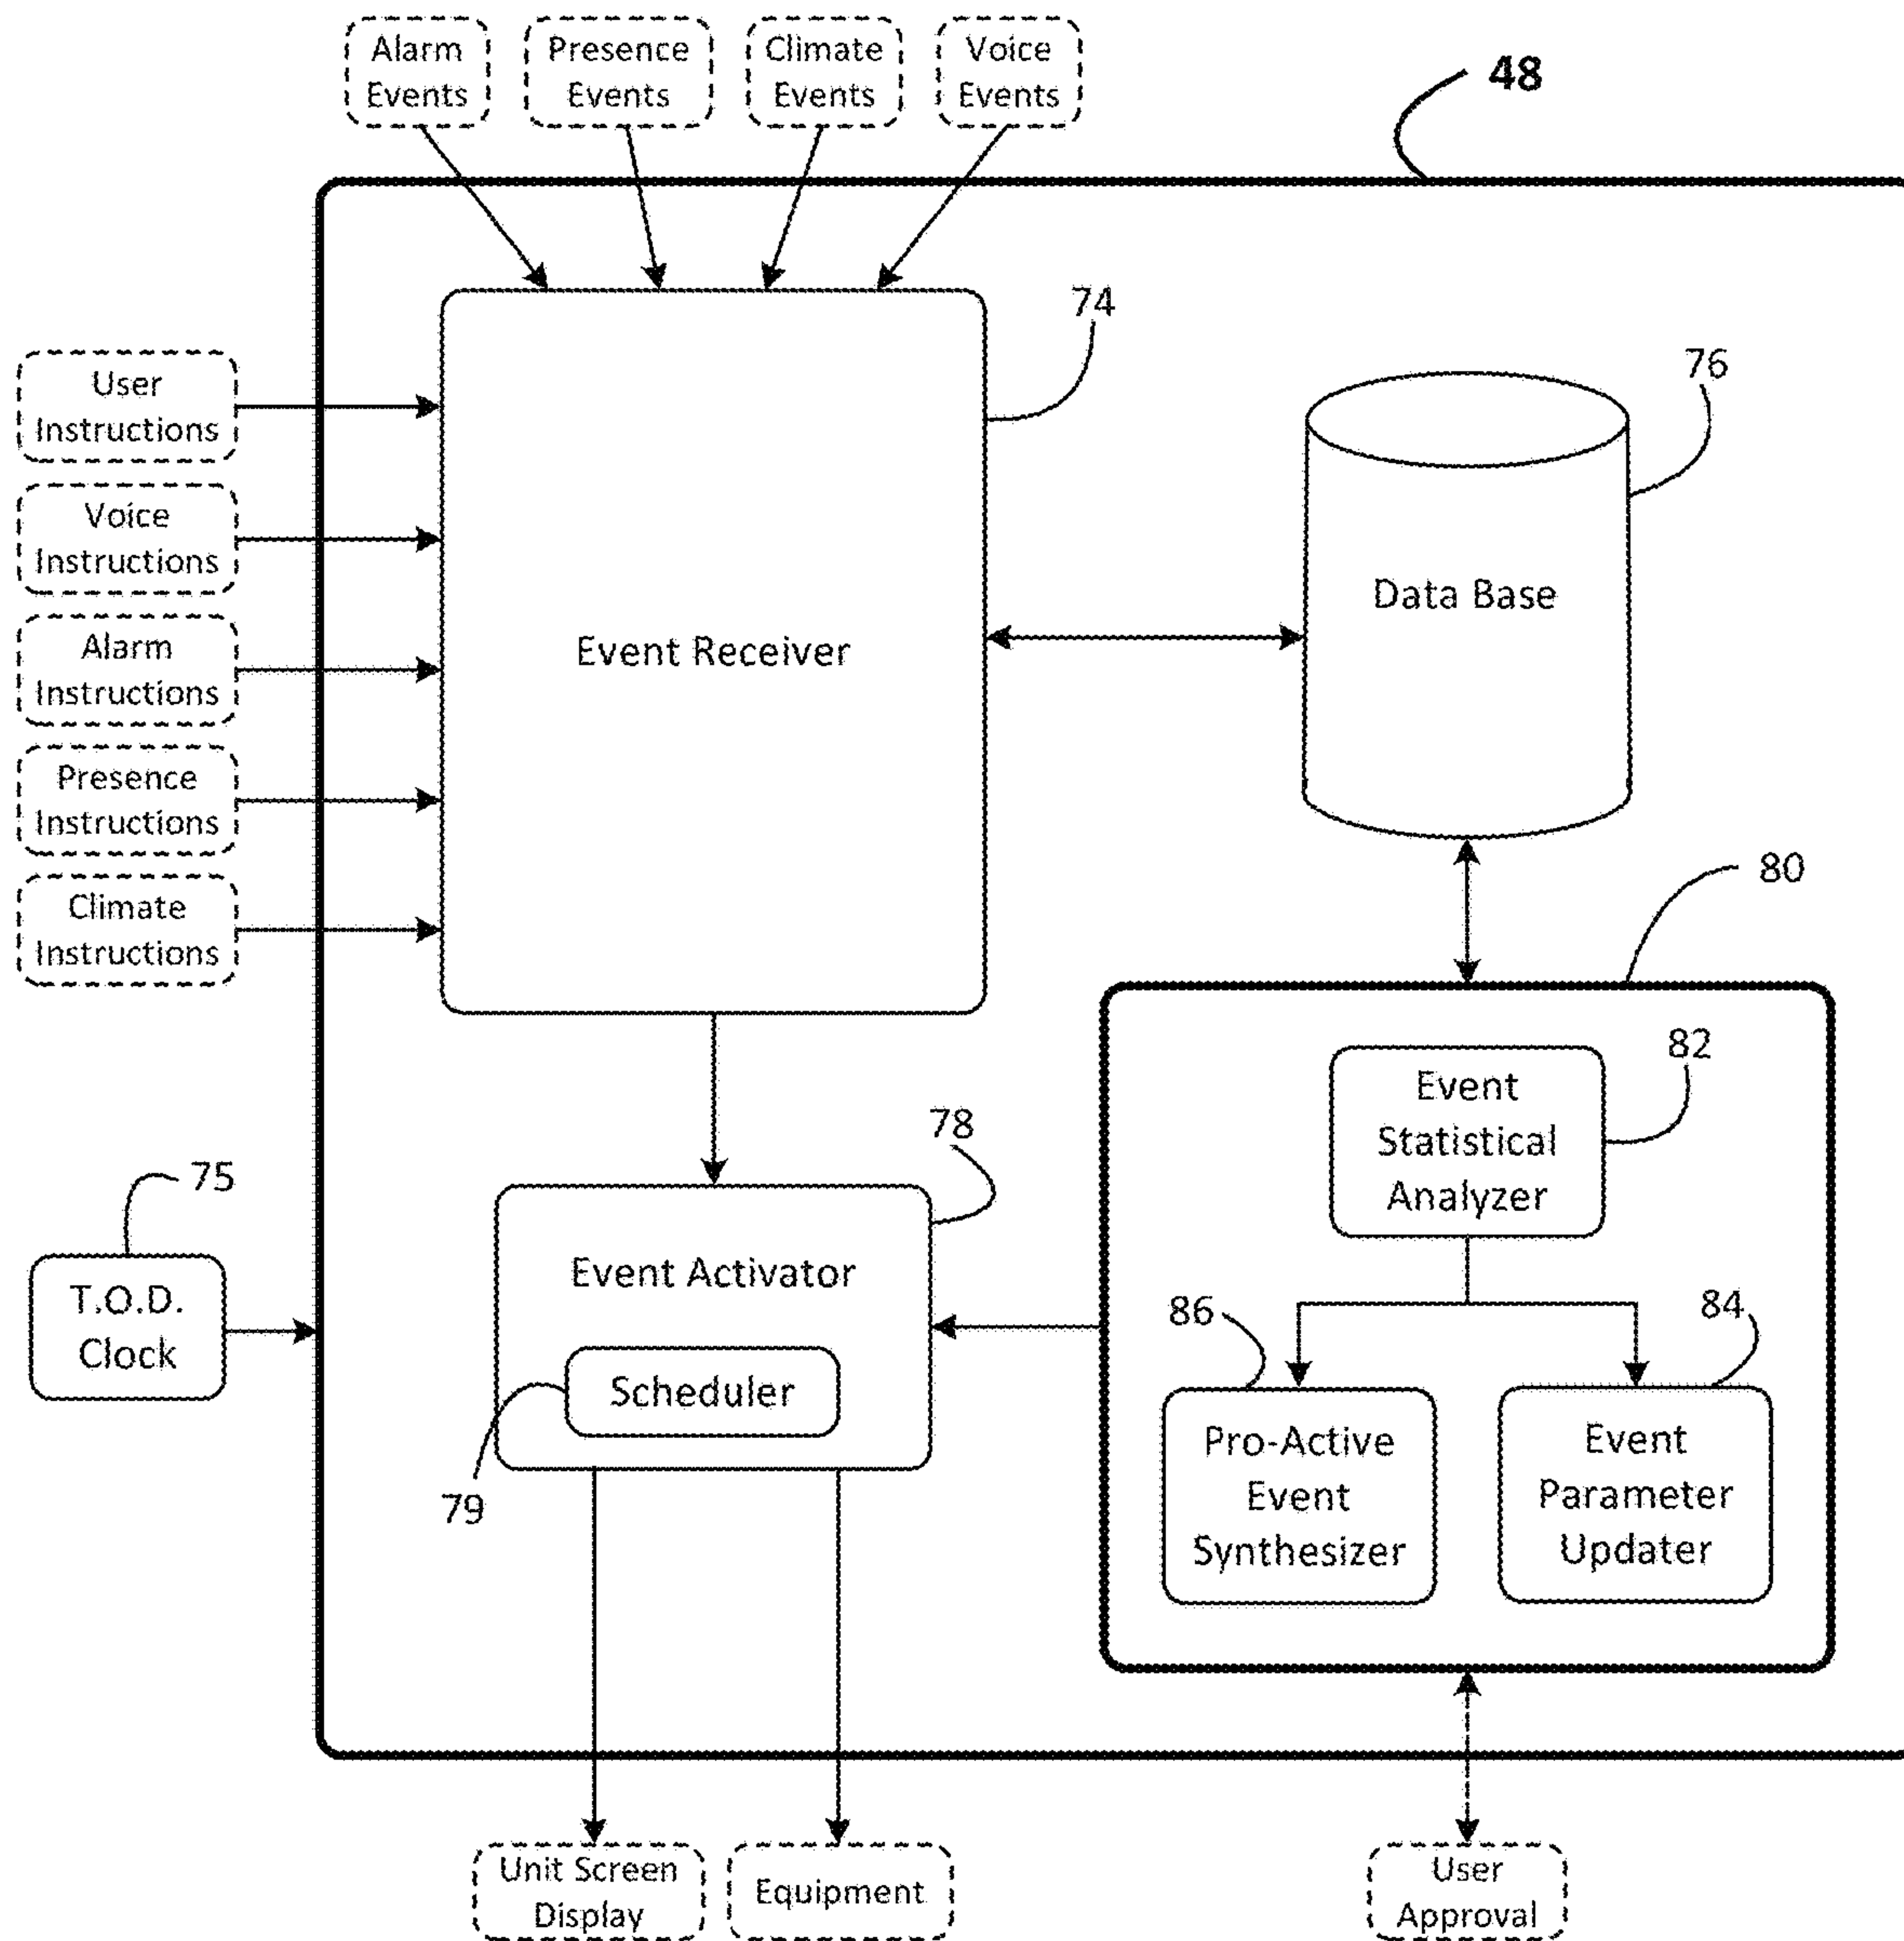 Alarm
Events
Presence
Events
Climate
Events
Voice
Events
48
74
User
Instructions
Voice
Instructions
Alarm
Instructions
Presence
Instructions
Climate
Instructions
Event Receiver
76
Data Base
80
82
Event
Statistical
Analyzer
78
75
T.O.D.
Clock
Event Activator
Scheduler
79
86
84
Pro-Active
Event
Synthesizer
Event
Parameter
Updater
Unit Screen
Display
Equipment
User
Approval